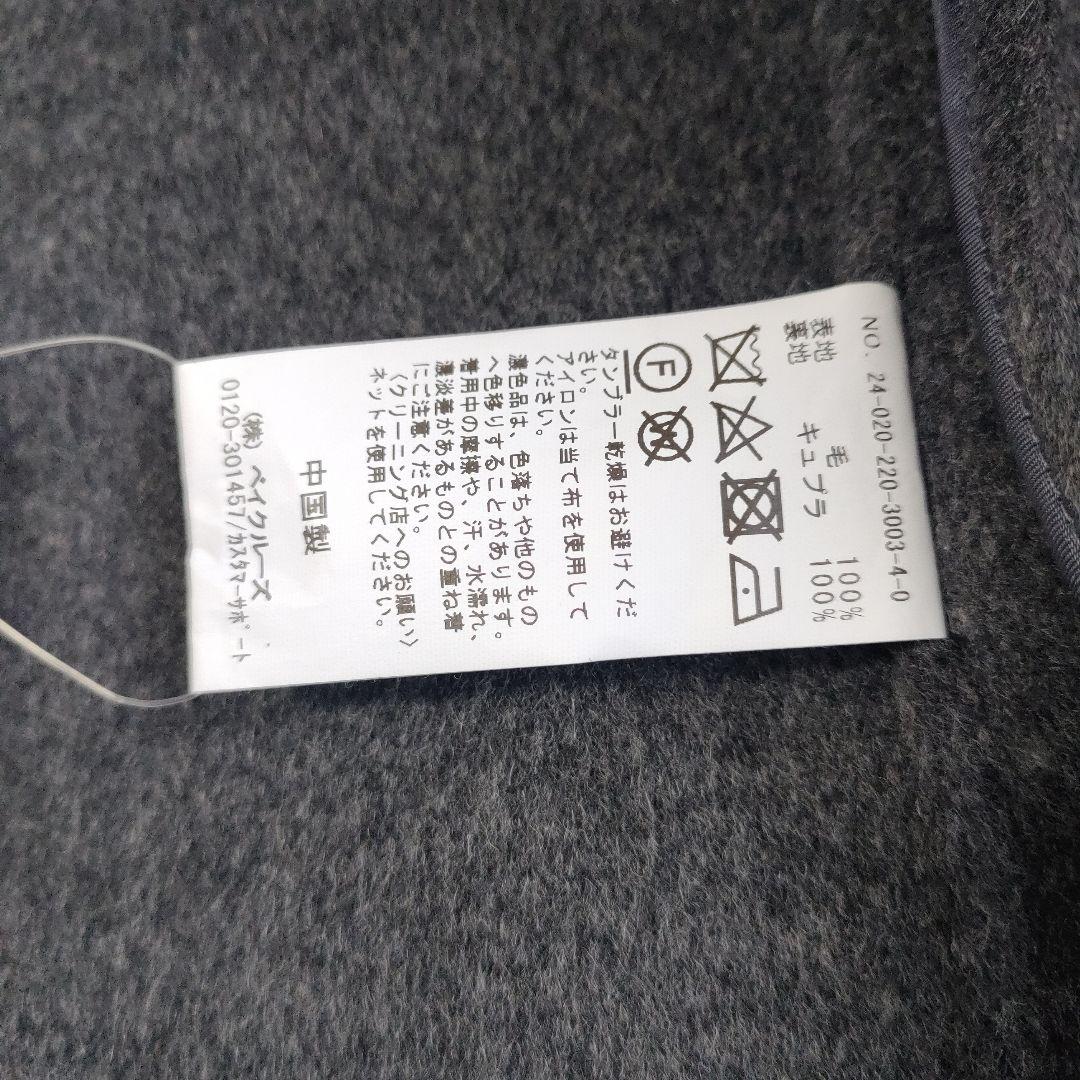 NO. 24-020-220-3003-4-0
表地 毛 100%
裏地 キュプラ 100%
F W
タンブラー乾燥はお避けくだ
さい。
アイロンは当て布を使用して
ください。
濃色品は、色落ちや他のもの
へ色移りすることがあります。
着用中の摩擦や、汗、水濡れ、
濃淡差があるものとの重ね着
にご注意ください。
〈クリーニング店へのお願い〉
ネットを使用してください。
中国製
(株) ベイクルーズ
0120-301457/カスタマーサポート